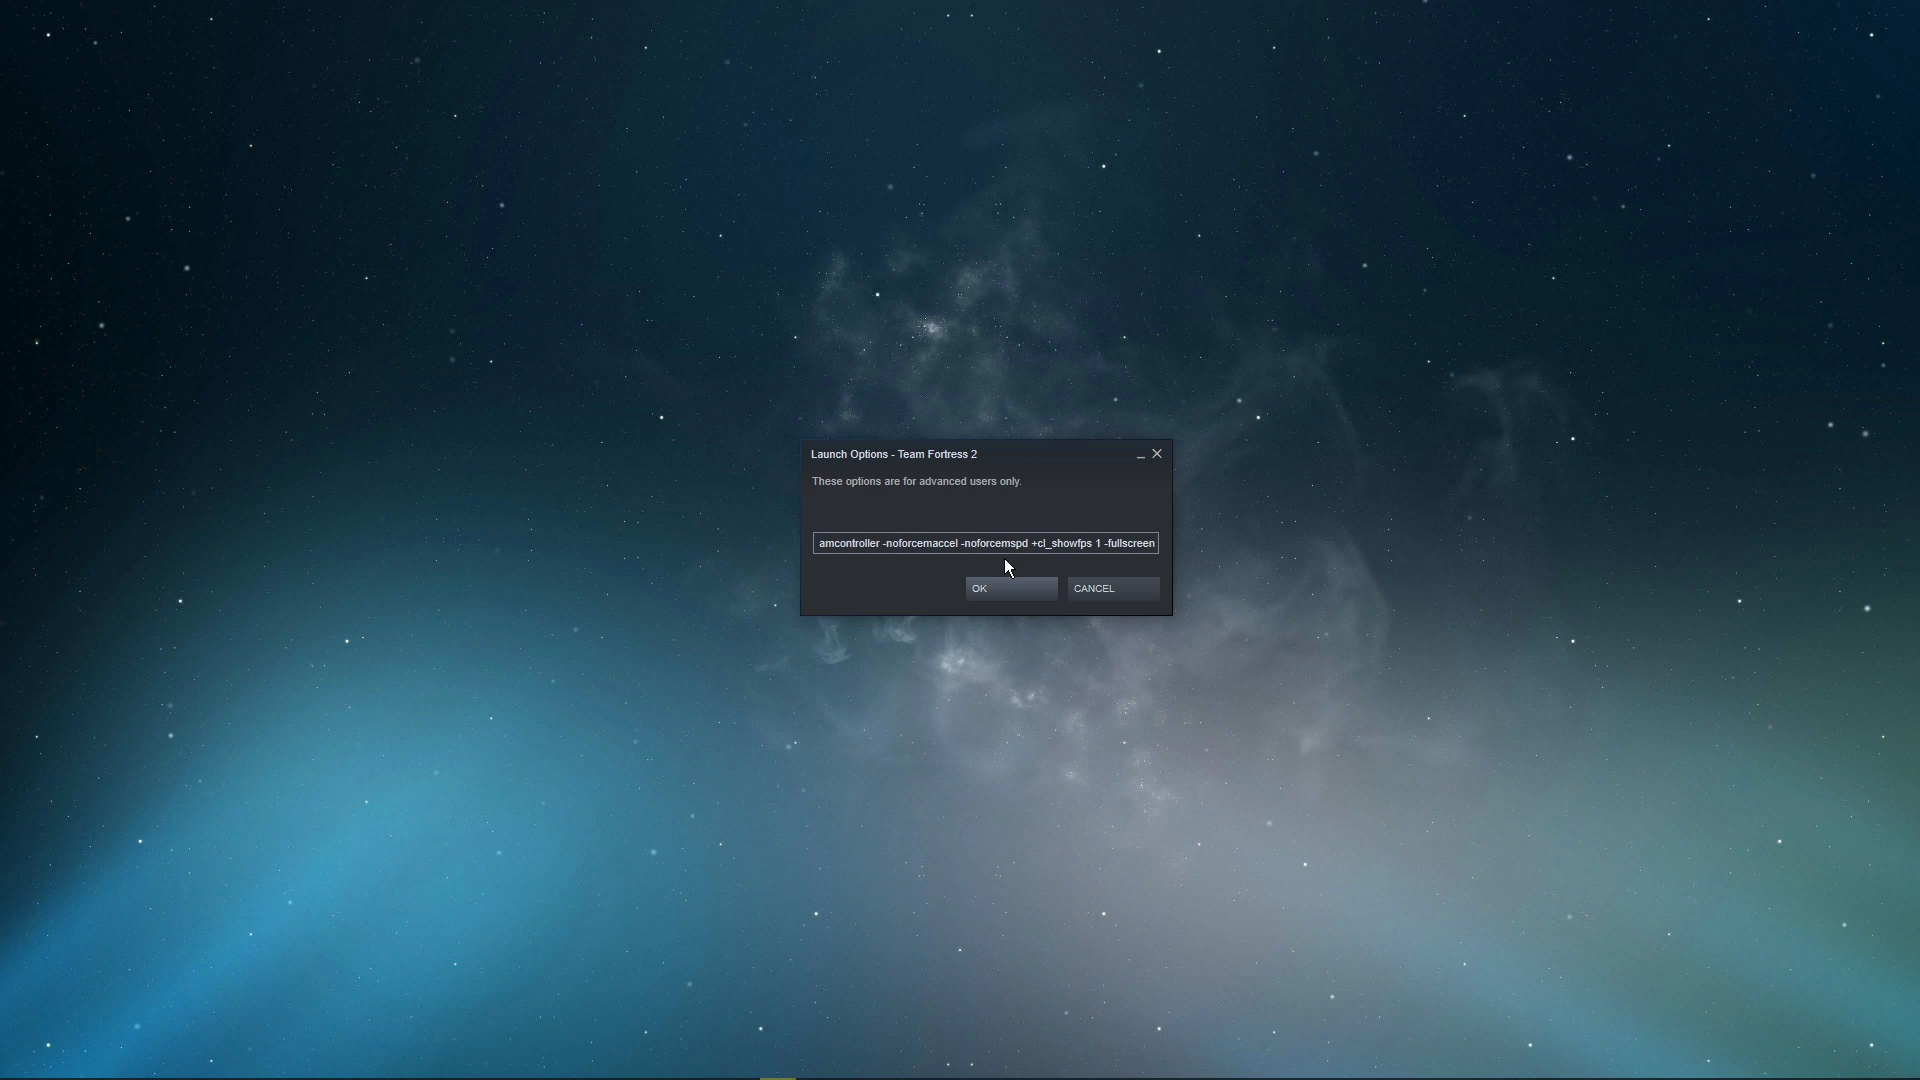 Launch Options - Team Fortress 2
These options are for advanced users only.
amcontroller -noforcemaccel -noforcemspd +cl_showfps 1 -fullscreen
OK
CANCEL